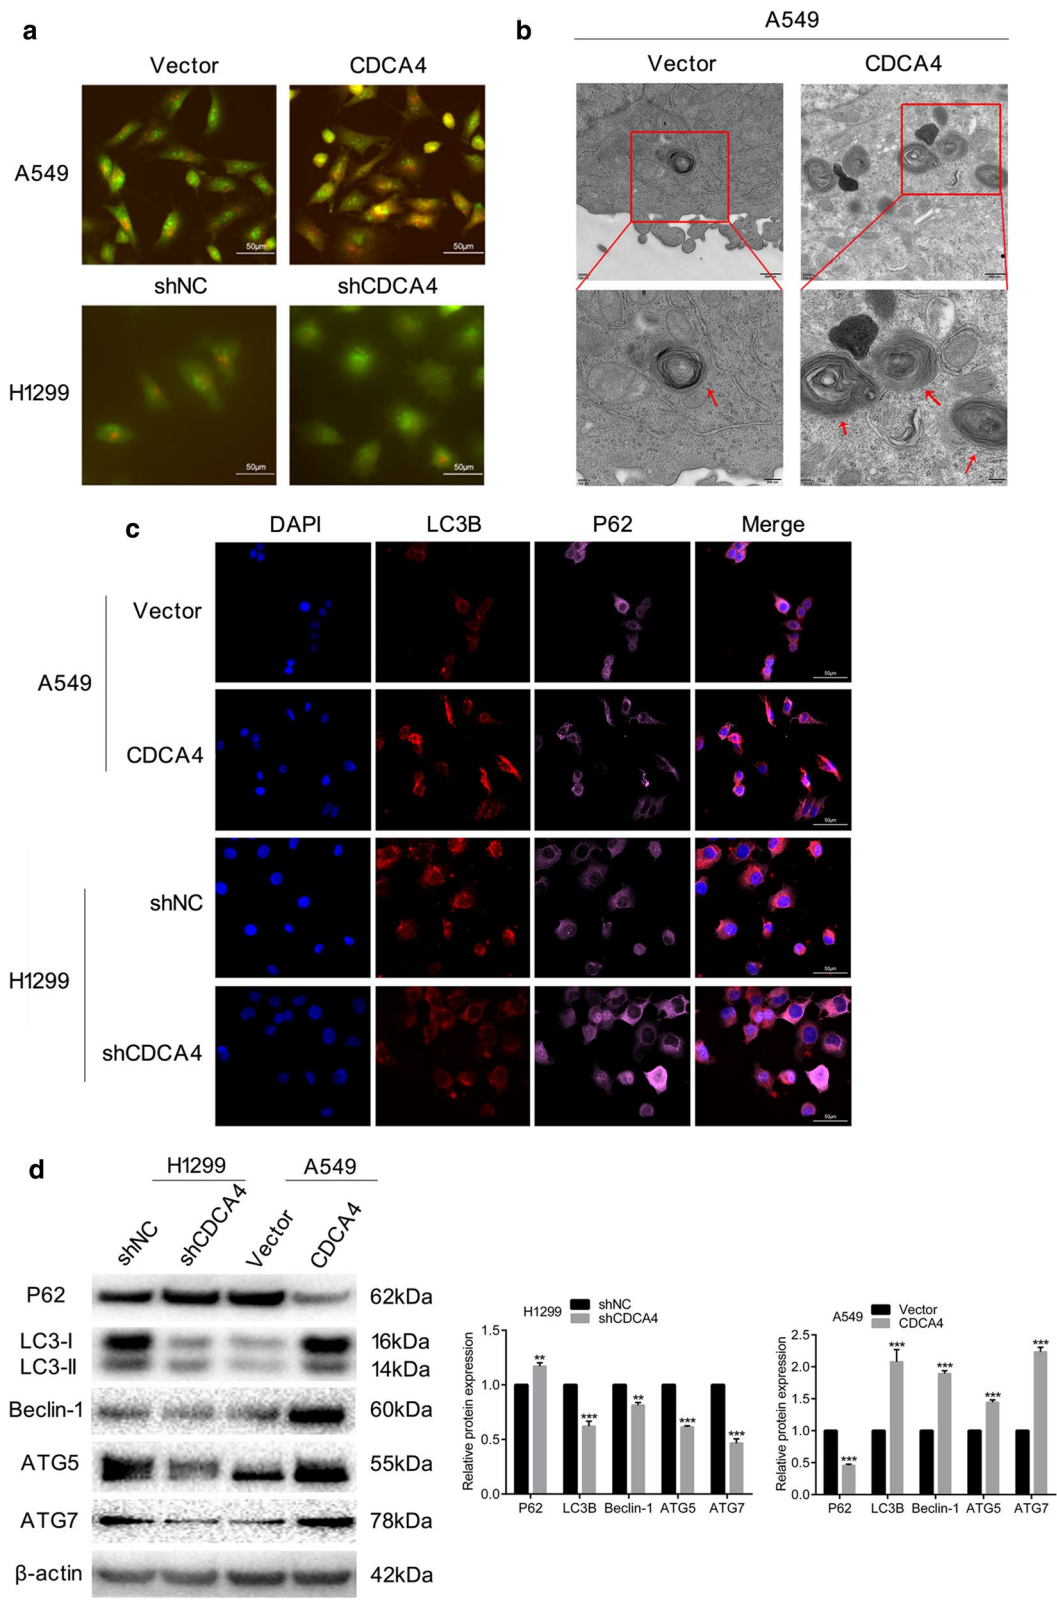 a
Vector CDCA4
A549
50μm 50μm
shNC shCDCA4
H1299
50μm 50μm
b
A549
Vector CDCA4
c
DAPI LC3B P62 Merge
A549
Vector
50μm
CDCA4
50μm
H1299
shNC
50μm
shCDCA4
50μm
d
H1299 A549
shNC shCDCA4 Vector CDCA4
P62 62kDa
LC3-I 16kDa
LC3-II 14kDa
Beclin-1 60kDa
ATG5 55kDa
ATG7 78kDa
β-actin 42kDa
H1299
shNC
shCDCA4
Relative protein expression
1.5
1.0
0.5
0.0
** *** ** *** ***
P62 LC3B Beclin-1 ATG5 ATG7
A549
Vector
CDCA4
Relative protein expression
2.5
2.0
1.5
1.0
0.5
0.0
*** *** *** *** ***
P62 LC3B Beclin-1 ATG5 ATG7